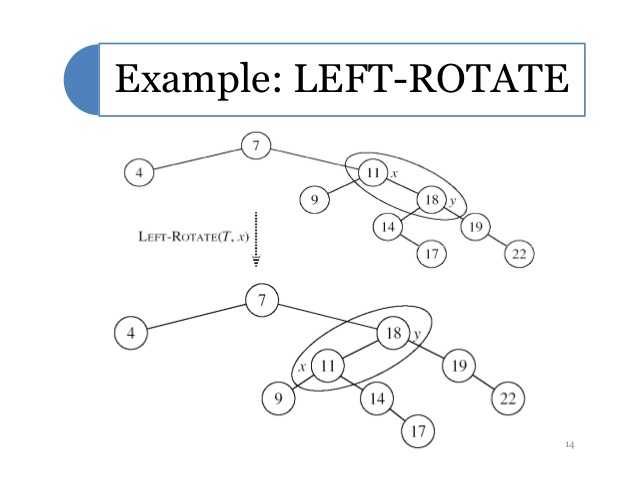 Example: LEFT-ROTATE
7
4
11 x
9
18 y
14
19
17
22
LEFT-ROTATE(T, x)
7
4
18 y
x 11
19
9
14
22
17
14